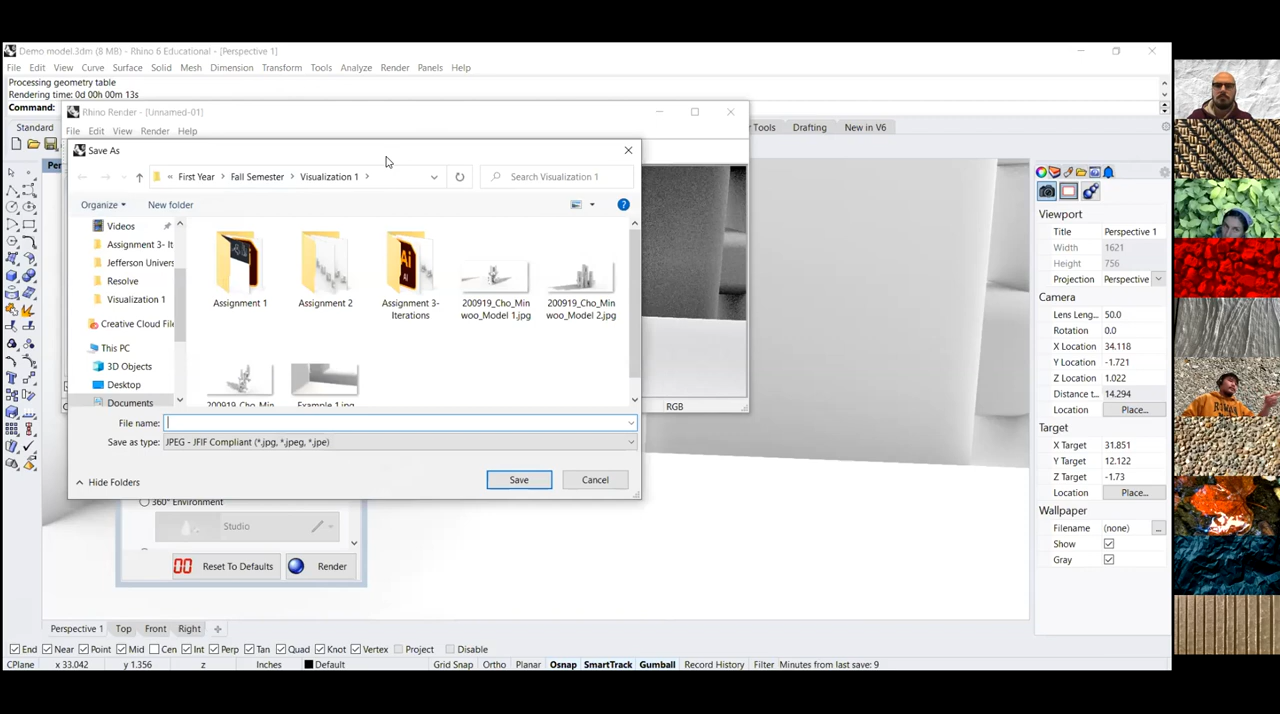 Demo model.3dm (8 MB) - Rhino 6 Educational - [Perspective 1]
File Edit View Curve Surface Solid Mesh Dimension Transform Tools Analyze Render Panels Help
Processing geometry table
Rendering time: 0d 00h 00m 13s
Command:
Rhino Render - [Unnamed-01]
Standard
Tools Drafting New in V6
File Edit View Render Help
Save As
« First Year > Fall Semester > Visualization 1 >
Search Visualization 1
Organize
New folder
Videos
Assignment 3- It
Jefferson Univers
Resolve
Visualization 1
Creative Cloud File
This PC
3D Objects
Desktop
Documents
Assignment 1
Assignment 2
Assignment 3-
Iterations
200919_Cho_Min
woo_Model 1.jpg
200919_Cho_Min
woo_Model 2.jpg
200919_Cho_Min
Example 1.jpg
File name:
Save as type: JPEG - JFIF Compliant (*.jpg, *.jpeg, *.jpe)
Hide Folders
Save
Cancel
RGB
360° Environment
Studio
Reset To Defaults
Render
Viewport
Title Perspective 1
Width 1621
Height 756
Projection Perspective
Camera
Lens Leng... 50.0
Rotation 0.0
X Location 34.118
Y Location -1.721
Z Location 1.022
Distance t... 14.294
Location Place...
Target
X Target 31.851
Y Target 12.122
Z Target -1.73
Location Place...
Wallpaper
Filename (none) ...
Show
Gray
Perspective 1 Top Front Right
End Near Point Mid Cen Int Perp Tan Quad Knot Vertex Project Disable
CPlane x 33.042 y 1.356 z Inches Default Grid Snap Ortho Planar Osnap SmartTrack Gumball Record History Filter Minutes from last save: 9